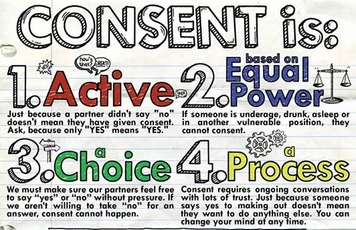 CONSENT is:
1. Active
Just because a partner didn't say "no"
doesn't mean they have given consent.
Ask, because only "YES" means "YES."
2. based on
Equal
Power
If someone is underage, drunk, asleep or
in another vulnerable position, they
cannot consent.
3. a
Choice
We must make sure our partners feel free
to say "yes" or "no" without pressure. If
we aren't willing to take "no" for an
answer, consent cannot happen.
4. a
Process
Consent requires ongoing conversations
with lots of trust. Just because someone
says yes to making out doesn't mean
they want to do anything else. You can
change your mind at any time.